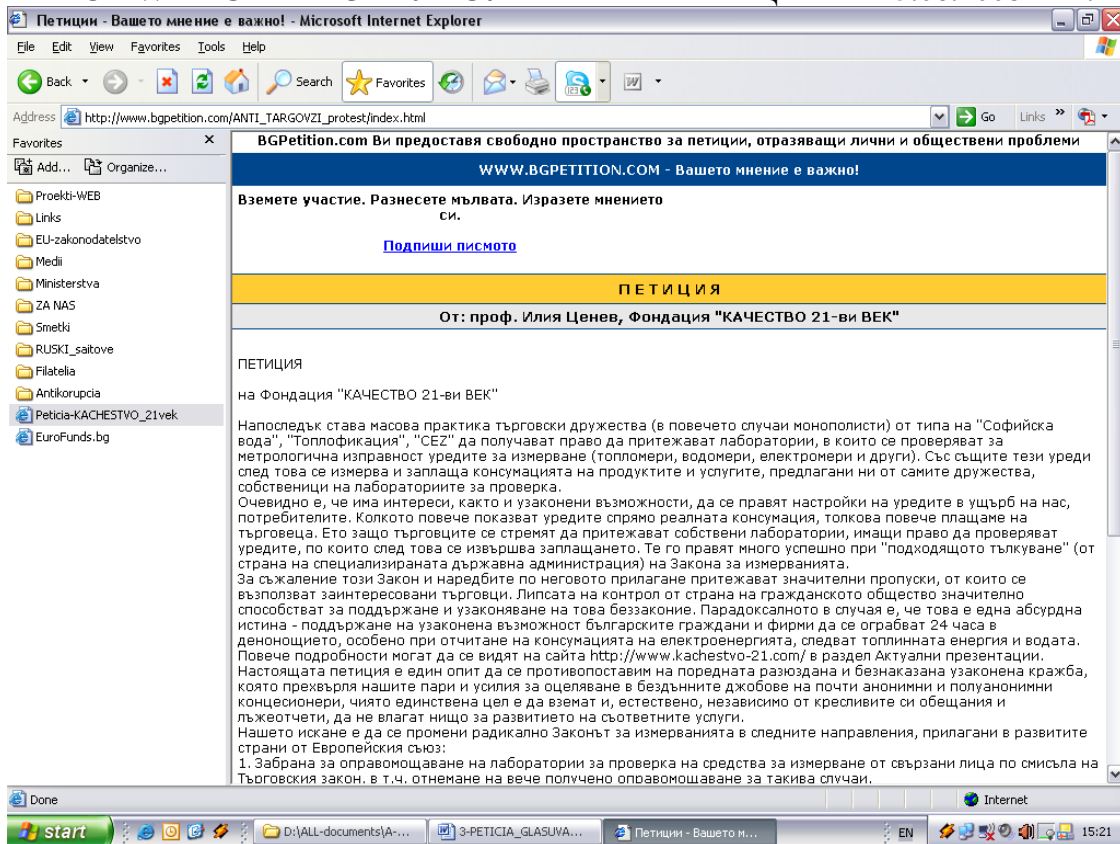 Петиции - Вашето мнение е важно! - Microsoft Internet Explorer
File Edit View Favorites Tools Help
Back Search Favorites
Address http://www.bgpetition.com/ANTI_TARGOVZI_protest/index.html Go Links
Favorites
Add... Organize...
Proekti-WEB
Links
EU-zakonodatelstvo
Medii
Ministerstva
ZA NAS
Smetki
RUSKI_saitove
Filatelia
Antikorupcia
Peticia-KACHESTVO_21vek
EuroFunds.bg
BGPetition.com Ви предоставя свободно пространство за петиции, отразяващи лични и обществени проблеми
WWW.BGPETITION.COM - Вашето мнение е важно!
Вземете участие. Разнесете мълвата. Изразете мнението
си.
Подпиши писмото
П Е Т И Ц И Я
От: проф. Илия Ценев, Фондация "КАЧЕСТВО 21-ви ВЕК"
ПЕТИЦИЯ
на Фондация "КАЧЕСТВО 21-ви ВЕК"
Напоследък става масова практика търговски дружества (в повечето случаи монополисти) от типа на "Софийска
вода", "Топлофикация", "CEZ" да получават право да притежават лаборатории, в които се проверяват за
метрологична изправност уредите за измерване (топломери, водомери, електромери и други). Със същите тези уреди
след това се измерва и заплаща консумацията на продуктите и услугите, предлагани ни от самите дружества,
собственици на лабораториите за проверка.
Очевидно е, че има интереси, както и узаконени възможности, да се правят настройки на уредите в ущърб на нас,
потребителите. Колкото повече показват уредите спрямо реалната консумация, толкова повече плащаме на
търговеца. Ето защо търговците се стремят да притежават собствени лаборатории, имащи право да проверяват
уредите, по които след това се извършва заплащането. Те го правят много успешно при "подходящото тълкуване" (от
страна на специализираната държавна администрация) на Закона за измерванията.
За съжаление този Закон и наредбите по неговото прилагане притежават значителни пропуски, от които се
възползват заинтересовани търговци. Липсата на контрол от страна на гражданското общество значително
способстват за поддържане и узаконяване на това беззаконие. Парадоксалното в случая е, че това е една абсурдна
истина - поддържане на узаконена възможност българските граждани и фирми да се ограбват 24 часа в
денонощието, особено при отчитане на консумацията на електроенергията, следват топлинната енергия и водата.
Повече подробности могат да се видят на сайта http://www.kachestvo-21.com/ в раздел Актуални презентации.
Настоящата петиция е един опит да се противопоставим на поредната разюздана и безнаказана узаконена кражба,
която прехвърля нашите пари и усилия за оцеляване в бездънните джобове на почти анонимни и полуанонимни
концесионери, чиято единствена цел е да вземат и, естествено, независимо от кресливите си обещания и
лъжеотчети, да не влагат нищо за развитието на съответните услуги.
Нашето искане е да се промени радикално Законът за измерванията в следните направления, прилагани в развитите
страни от Европейския съюз:
1. Забрана за оправомощаване на лаборатории за проверка на средства за измерване от свързани лица по смисъла на
Търговския закон, в т.ч. отнемане на вече получено оправомощаване за такива случаи.
Done Internet
start D:\ALL-documents\A-... 3-PETICIA_GLASUVA... Петиции - Вашето м... EN 15:21